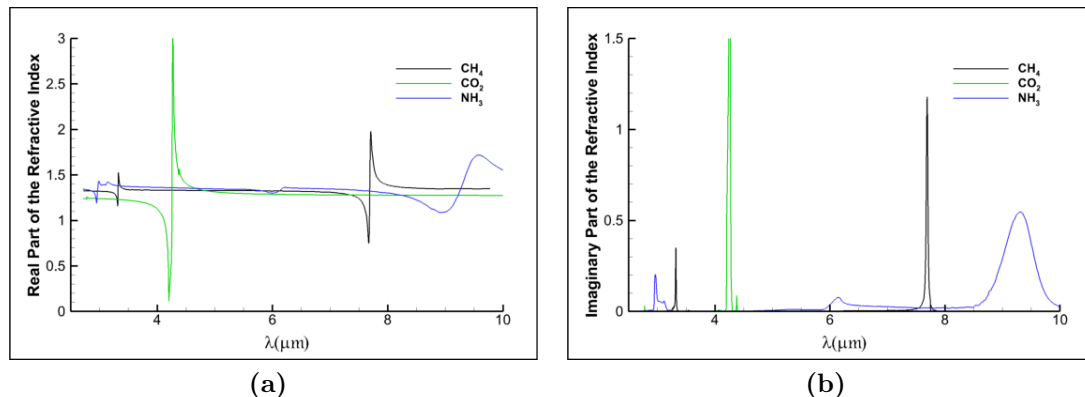 Real Part of the Refractive Index
3
2.5
2
1.5
1
0.5
0
4
6
8
10
λ(μm)
CH₄
CO₂
NH₃
(a)
Imaginary Part of the Refractive Index
1.5
1
0.5
0
4
6
8
10
λ(μm)
CH₄
CO₂
NH₃
(b)